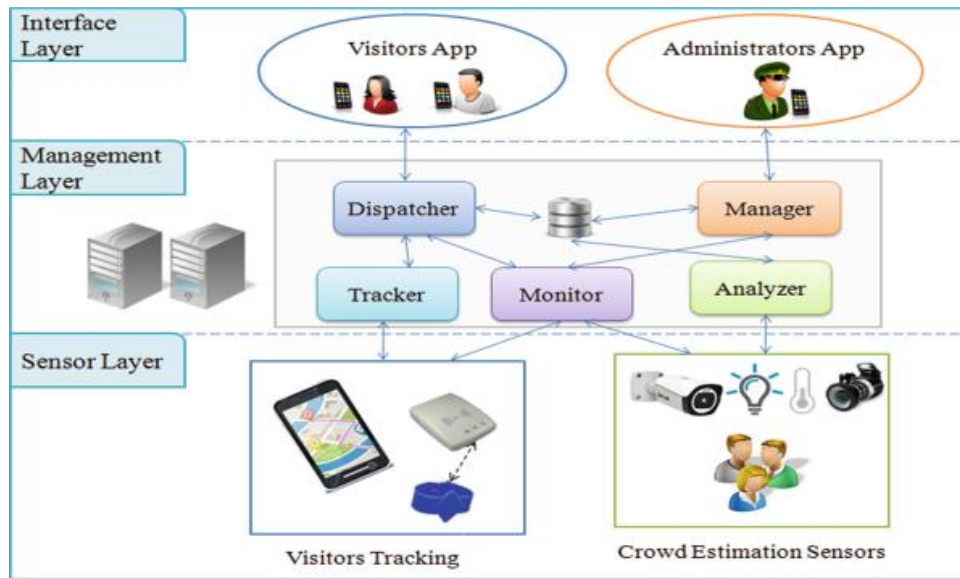 Interface
Layer
Visitors App
Administrators App
Management
Layer
Dispatcher
Manager
Tracker
Monitor
Analyzer
Sensor Layer
Visitors Tracking
Crowd Estimation Sensors